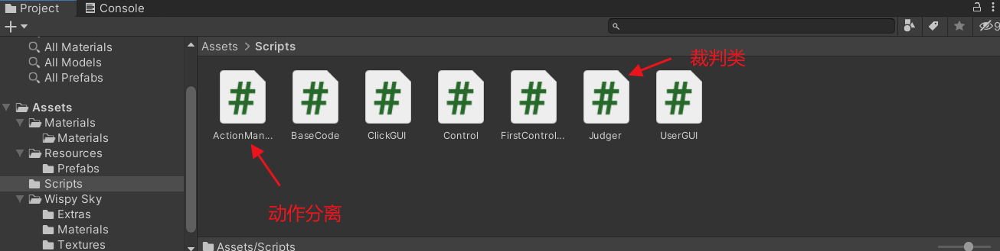 Project
Console
9
All Materials
All Models
All Prefabs
Assets
Materials
Materials
Resources
Prefabs
Scripts
Wispy Sky
Extras
Materials
Textures
Assets > Scripts
裁判类
ActionMan...
BaseCode
ClickGUI
Control
FirstControl...
Judger
UserGUI
动作分离
Assets/Scripts